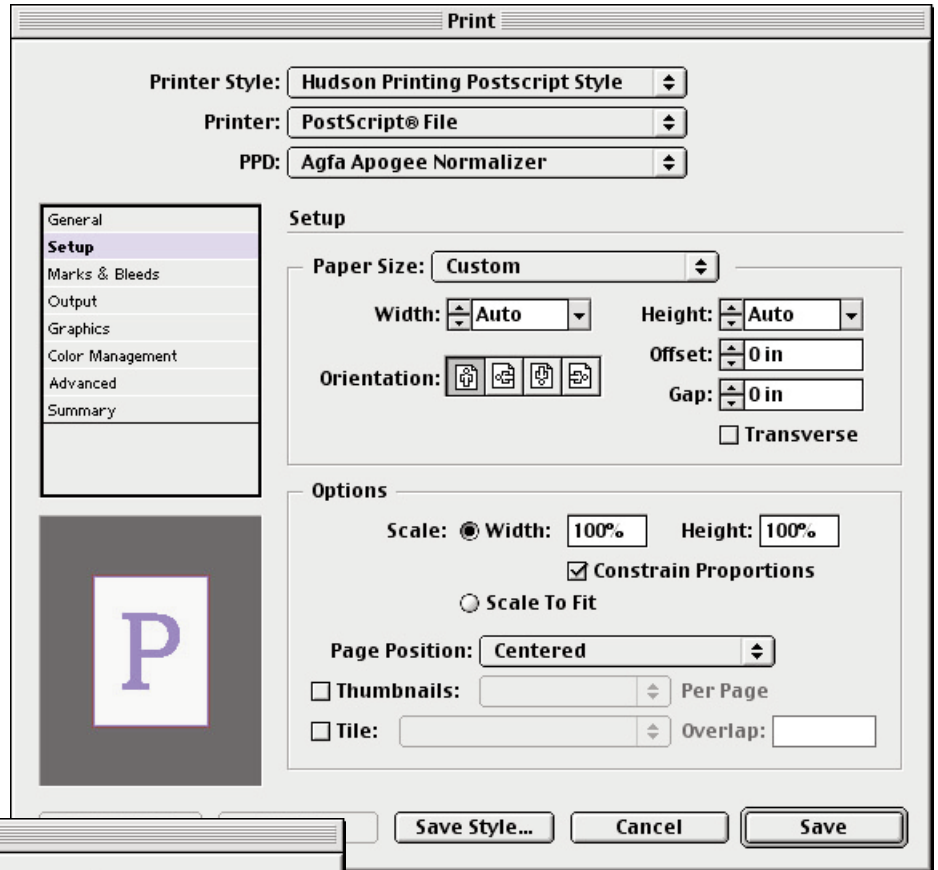 Print
Printer Style: Hudson Printing Postscript Style
Printer: PostScript® File
PPD: Agfa Apogee Normalizer
General
Setup
Marks & Bleeds
Output
Graphics
Color Management
Advanced
Summary
Setup
Paper Size: Custom
Width: Auto Height: Auto
Offset: 0 in
Orientation:
Gap: 0 in
Transverse
Options
Scale: Width: 100% Height: 100%
Constrain Proportions
Scale To Fit
Page Position: Centered
Thumbnails: Per Page
Tile: Overlap:
P
Save Style... Cancel Save